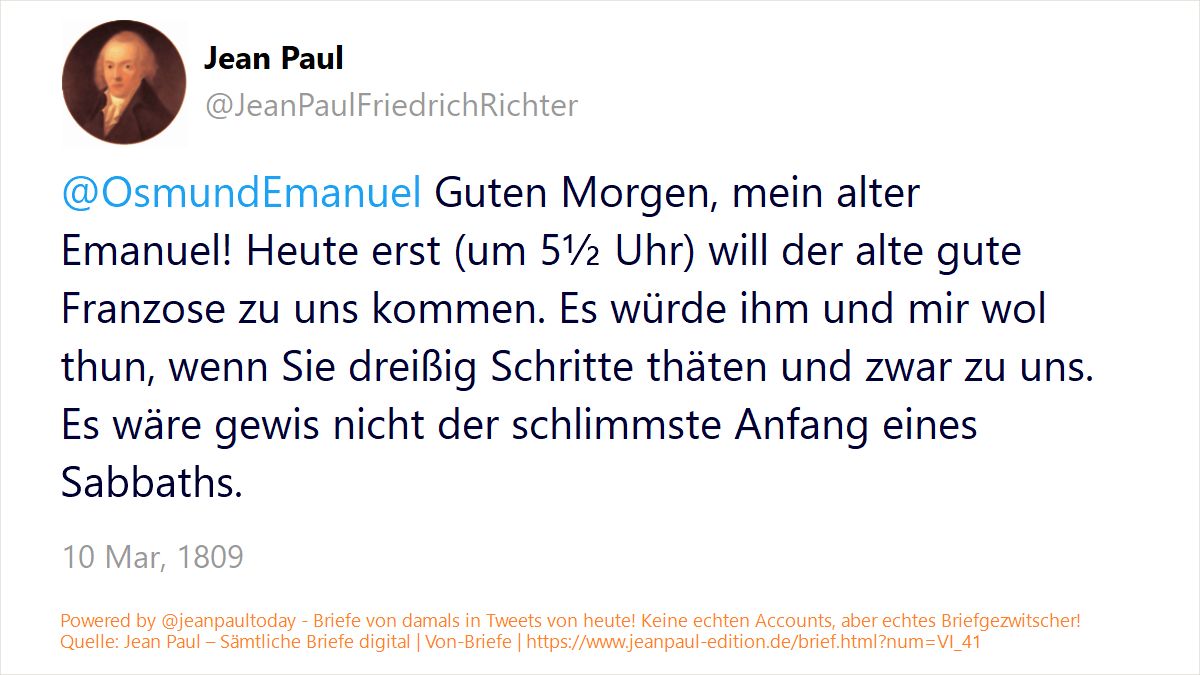 Jean Paul
@JeanPaulFriedrichRichter
@OsmundEmanuel Guten Morgen, mein alter
Emanuel! Heute erst (um 5½ Uhr) will der alte gute
Franzose zu uns kommen. Es würde ihm und mir wol
thun, wenn Sie dreißig Schritte thäten und zwar zu uns.
Es wäre gewis nicht der schlimmste Anfang eines
Sabbaths.
10 Mar, 1809
Powered by @jeanpaultoday - Briefe von damals in Tweets von heute! Keine echten Accounts, aber echtes Briefgezwitscher!
Quelle: Jean Paul – Sämtliche Briefe digital | Von-Briefe | https://www.jeanpaul-edition.de/brief.html?num=VI_41